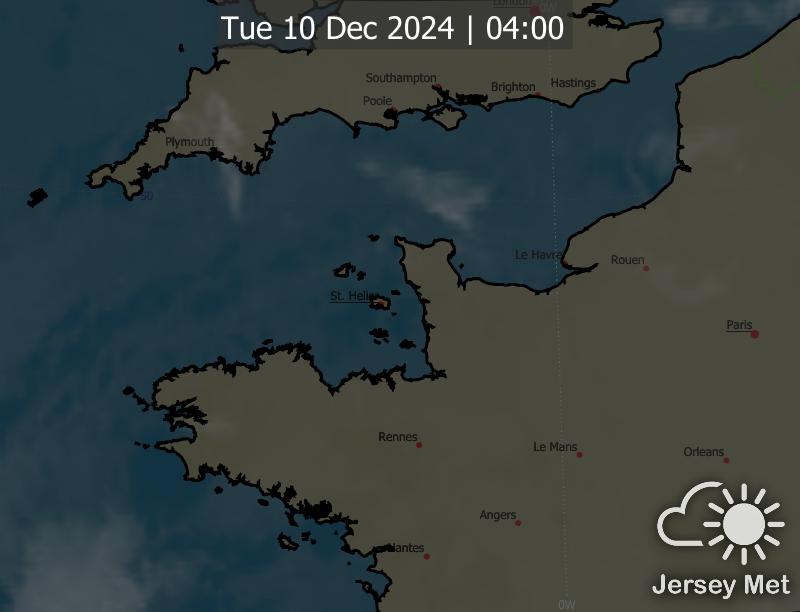 London
0W
Tue 10 Dec 2024 | 04:00
Southampton
Brighton
Hastings
Poole
Plymouth
50
Le Havre
Rouen
St. Helier
Paris
Rennes
Le Mans
Orleans
Angers
Nantes
0W
Jersey Met